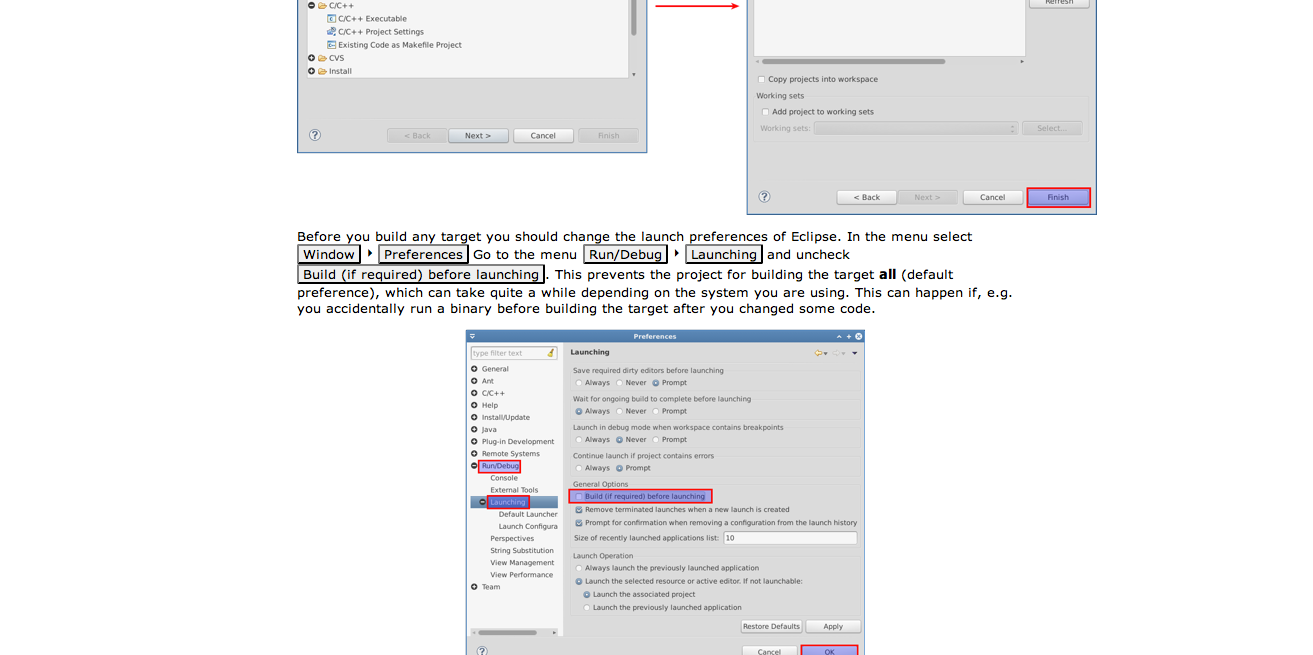 C/C++
C/C++ Executable
C/C++ Project Settings
Existing Code as Makefile Project
CVS
Install
< Back Next > Cancel Finish
Refresh
Copy projects into workspace
Working sets
Add project to working sets
Working sets: Select...
< Back Next > Cancel Finish
Before you build any target you should change the launch preferences of Eclipse. In the menu select
Window ‣ Preferences Go to the menu Run/Debug ‣ Launching and uncheck
Build (if required) before launching . This prevents the project for building the target all (default
preference), which can take quite a while depending on the system you are using. This can happen if, e.g.
you accidentally run a binary before building the target after you changed some code.
Preferences
type filter text
General
Ant
C/C++
Help
Install/Update
Java
Plug-in Development
Remote Systems
Run/Debug
Console
External Tools
Launching
Default Launcher
Launch Configura
Perspectives
String Substitution
View Management
View Performance
Team
Launching
Save required dirty editors before launching
Always Never Prompt
Wait for ongoing build to complete before launching
Always Never Prompt
Launch in debug mode when workspace contains breakpoints
Always Never Prompt
Continue launch if project contains errors
Always Prompt
General Options
Build (if required) before launching
Remove terminated launches when a new launch is created
Prompt for confirmation when removing a configuration from the launch history
Size of recently launched applications list: 10
Launch Operation
Always launch the previously launched application
Launch the selected resource or active editor. If not launchable:
Launch the associated project
Launch the previously launched application
Restore Defaults Apply
Cancel OK